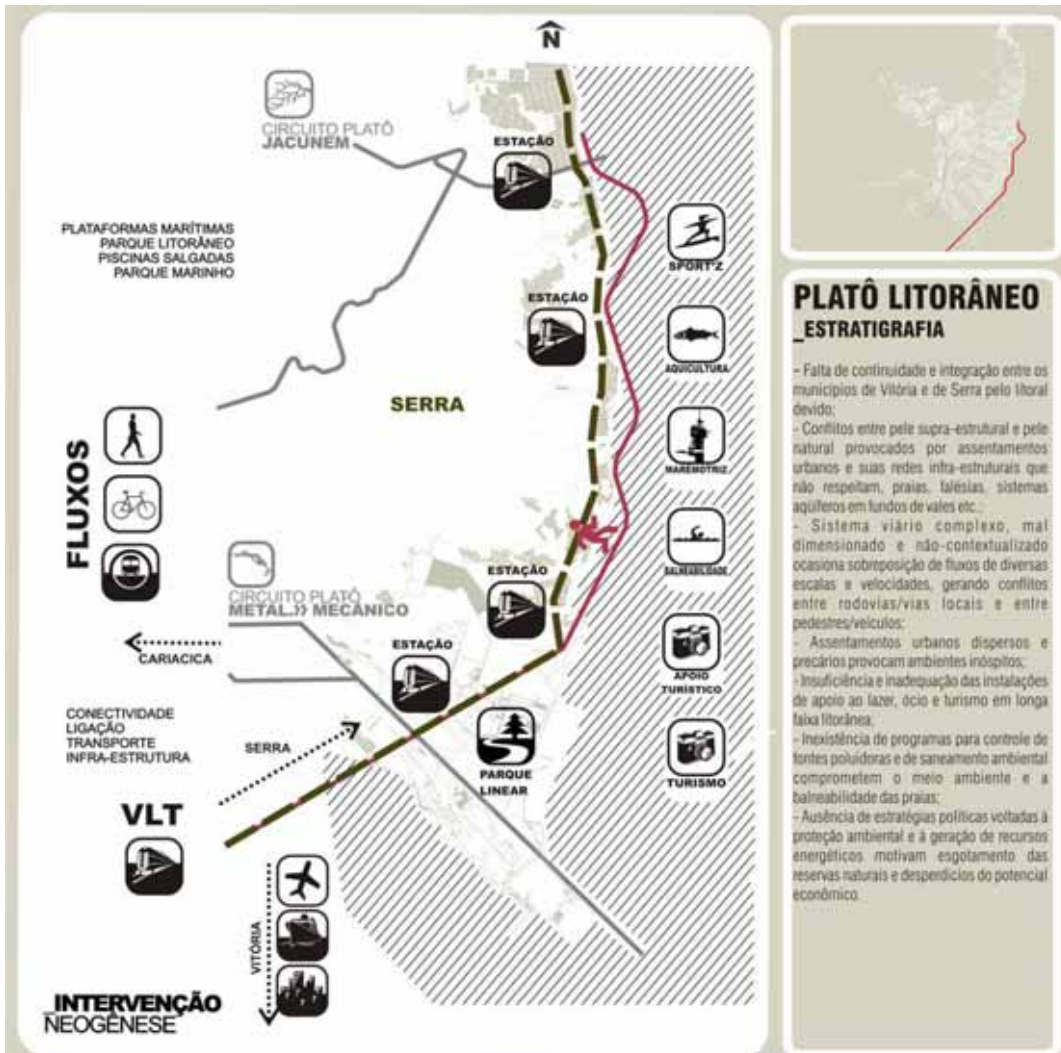 N
CIRCUITO PLATÔ
JACUNEM
ESTAÇÃO
PLATAFORMAS MARÍTIMAS
PARQUE LITORÂNEO
PISCINAS SALGADAS
PARQUE MARINHO
SPORT'Z
ESTAÇÃO
AQUICULTURA
SERRA
FLUXOS
MAREMOTRIZ
BALNEABILIDADE
ESTAÇÃO
CIRCUITO PLATÔ
METAL.» MECÂNICO
ESTAÇÃO
CARIACICA
APOIO
TURÍSTICO
CONECTIVIDADE
LIGAÇÃO
TRANSPORTE
INFRA-ESTRUTURA
SERRA
PARQUE
LINEAR
TURISMO
VLT
VITÓRIA
_INTERVENÇÃO
NEOGÊNESE
PLATÔ LITORÂNEO
_ESTRATIGRAFIA
- Falta de continuidade e integração entre os
municípios de Vitória e de Serra pelo litoral
devido;
- Conflitos entre pele supra-estrutural e pele
natural provocados por assentamentos
urbanos e suas redes infra-estruturais que
não respeitam, praias, falésias, sistemas
aqüíferos em fundos de vales etc.;
- Sistema viário complexo, mal
dimensionado e não-contextualizado
ocasiona sobreposição de fluxos de diversas
escalas e velocidades, gerando conflitos
entre rodovias/vias locais e entre
pedestres/veículos;
- Assentamentos urbanos dispersos e
precários provocam ambientes inóspitos;
- Insuficiência e inadequação das instalações
de apoio ao lazer, ócio e turismo em longa
faixa litorânea;
- Inexistência de programas para controle de
fontes poluidoras e de saneamento ambiental
comprometem o meio ambiente e a
balneabilidade das praias;
- Ausência de estratégias políticas voltadas à
proteção ambiental e à geração de recursos
energéticos motivam esgotamento das
reservas naturais e desperdícios do potencial
econômico.